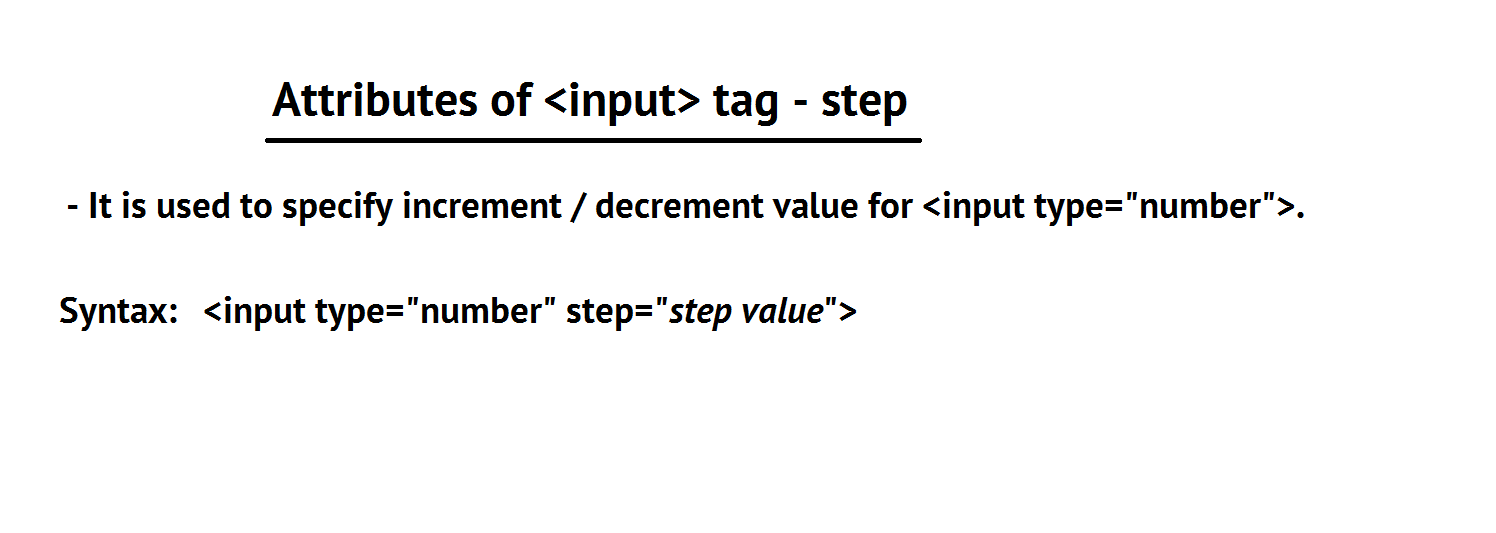 Attributes of <input> tag - step
- It is used to specify increment / decrement value for <input type="number">.
Syntax: <input type="number" step="step value">